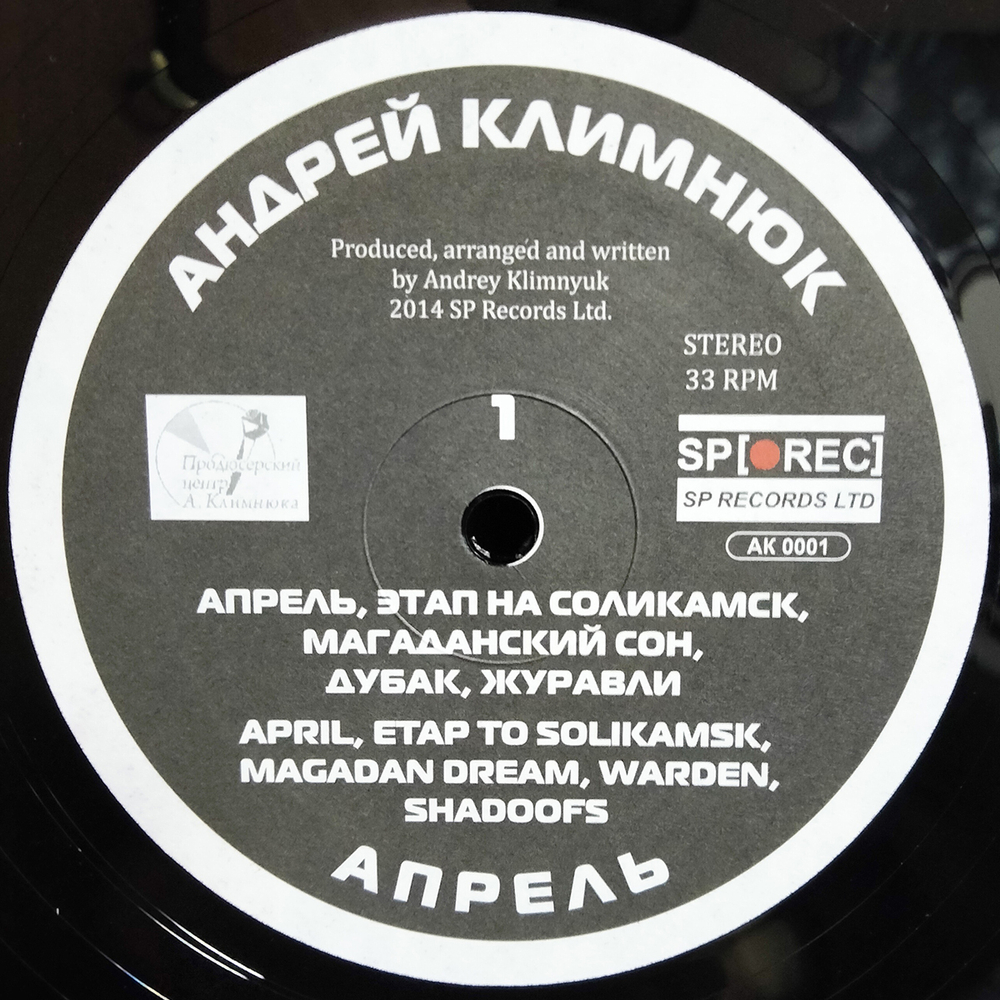 АНДРЕЙ КЛИМНЮК
Produced, arranged and written
by Andrey Klimnyuk
2014 SP Records Ltd.
STEREO
33 RPM
1
Продюсерский
центр
А. Климнюка
SP[●REC]
SP RECORDS LTD
AK 0001
АПРЕЛЬ, ЭТАП НА СОЛИКАМСК,
МАГАДАНСКИЙ СОН,
ДУБАК, ЖУРАВЛИ
APRIL, ETAP TO SOLIKAMSK,
MAGADAN DREAM, WARDEN,
SHADOOFS
АПРЕЛЬ